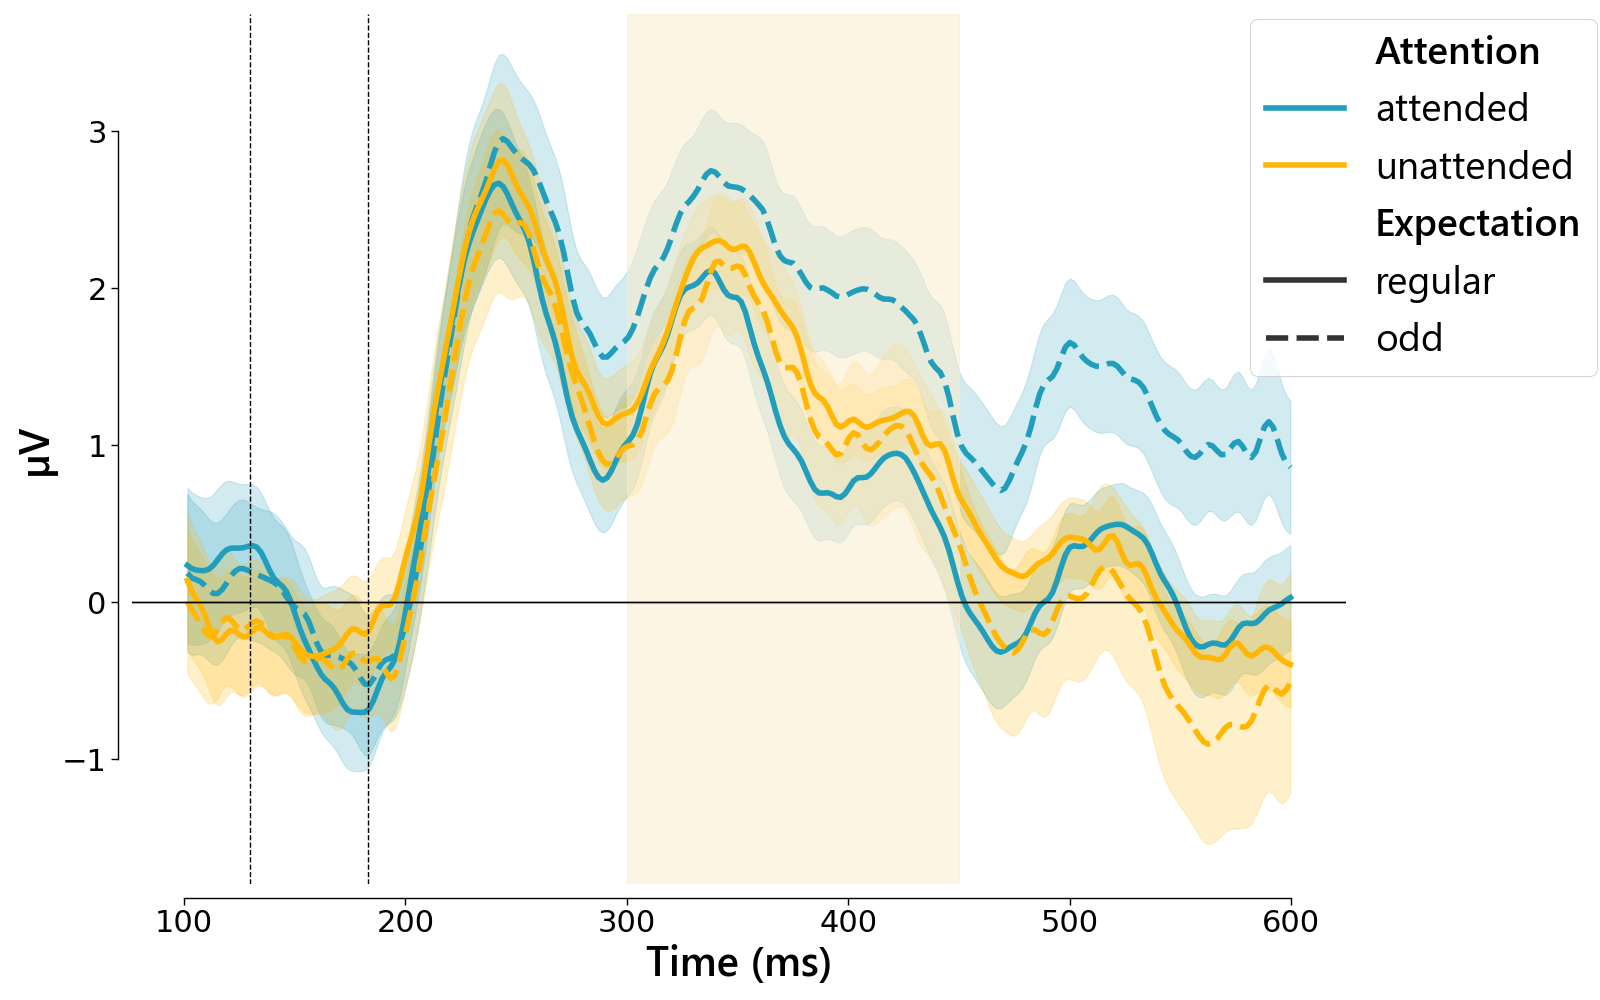 Attention
attended
unattended
Expectation
regular
odd
3
2
1
0
−1
µV
100 200 300 400 500 600
Time (ms)